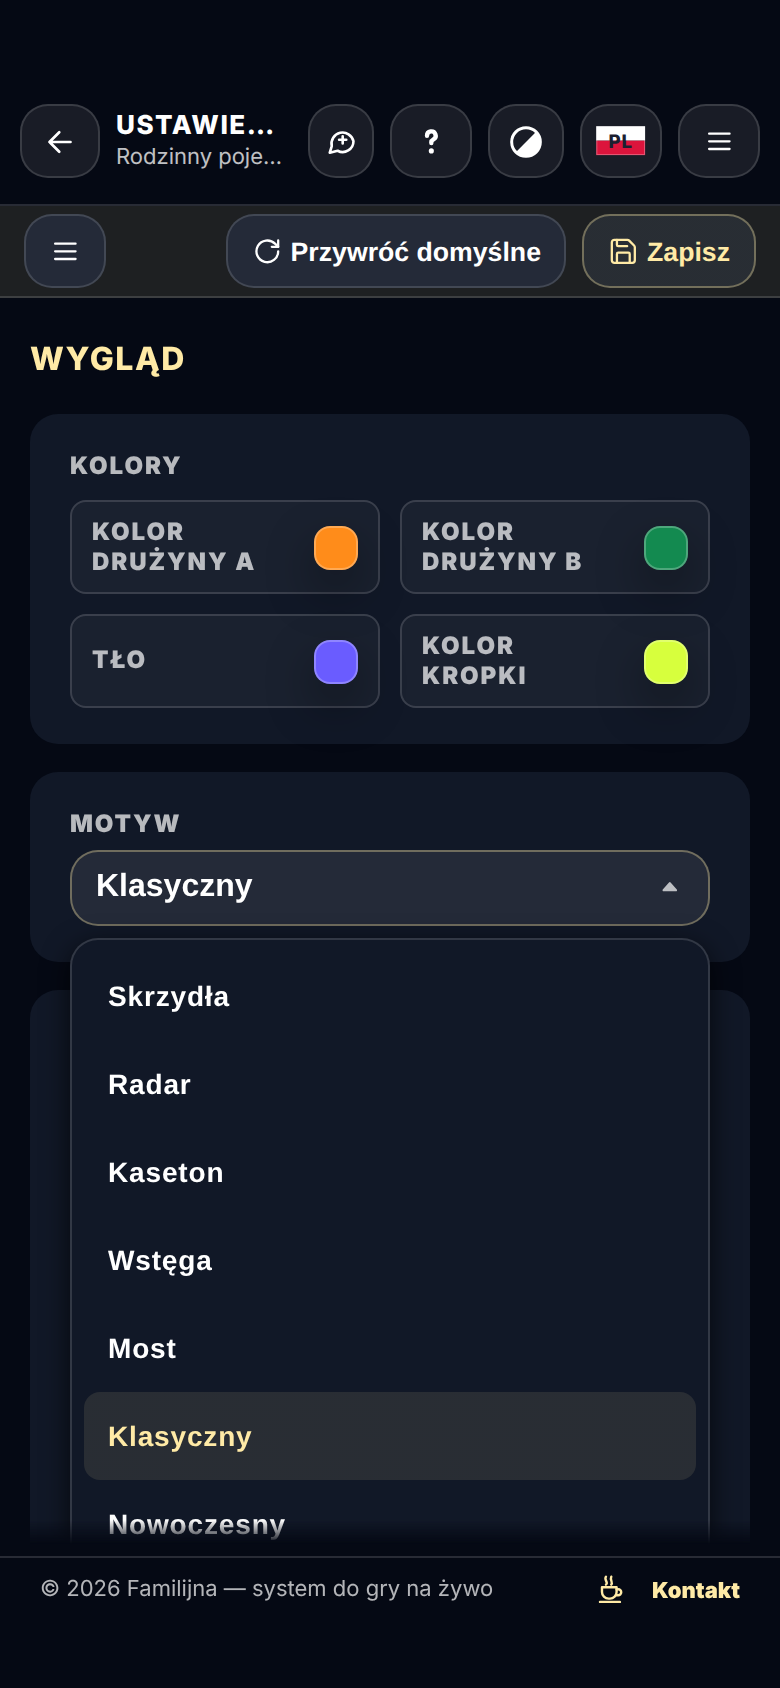 USTAWIE...
Rodzinny poje...
?
PL
Przywróć domyślne
Zapisz
WYGLĄD
KOLORY
KOLOR DRUŻYNY A
KOLOR DRUŻYNY B
TŁO
KOLOR KROPKI
MOTYW
Klasyczny
Skrzydła
Radar
Kaseton
Wstęga
Most
Klasyczny
Nowoczesny
© 2026 Familijna — system do gry na żywo
Kontakt